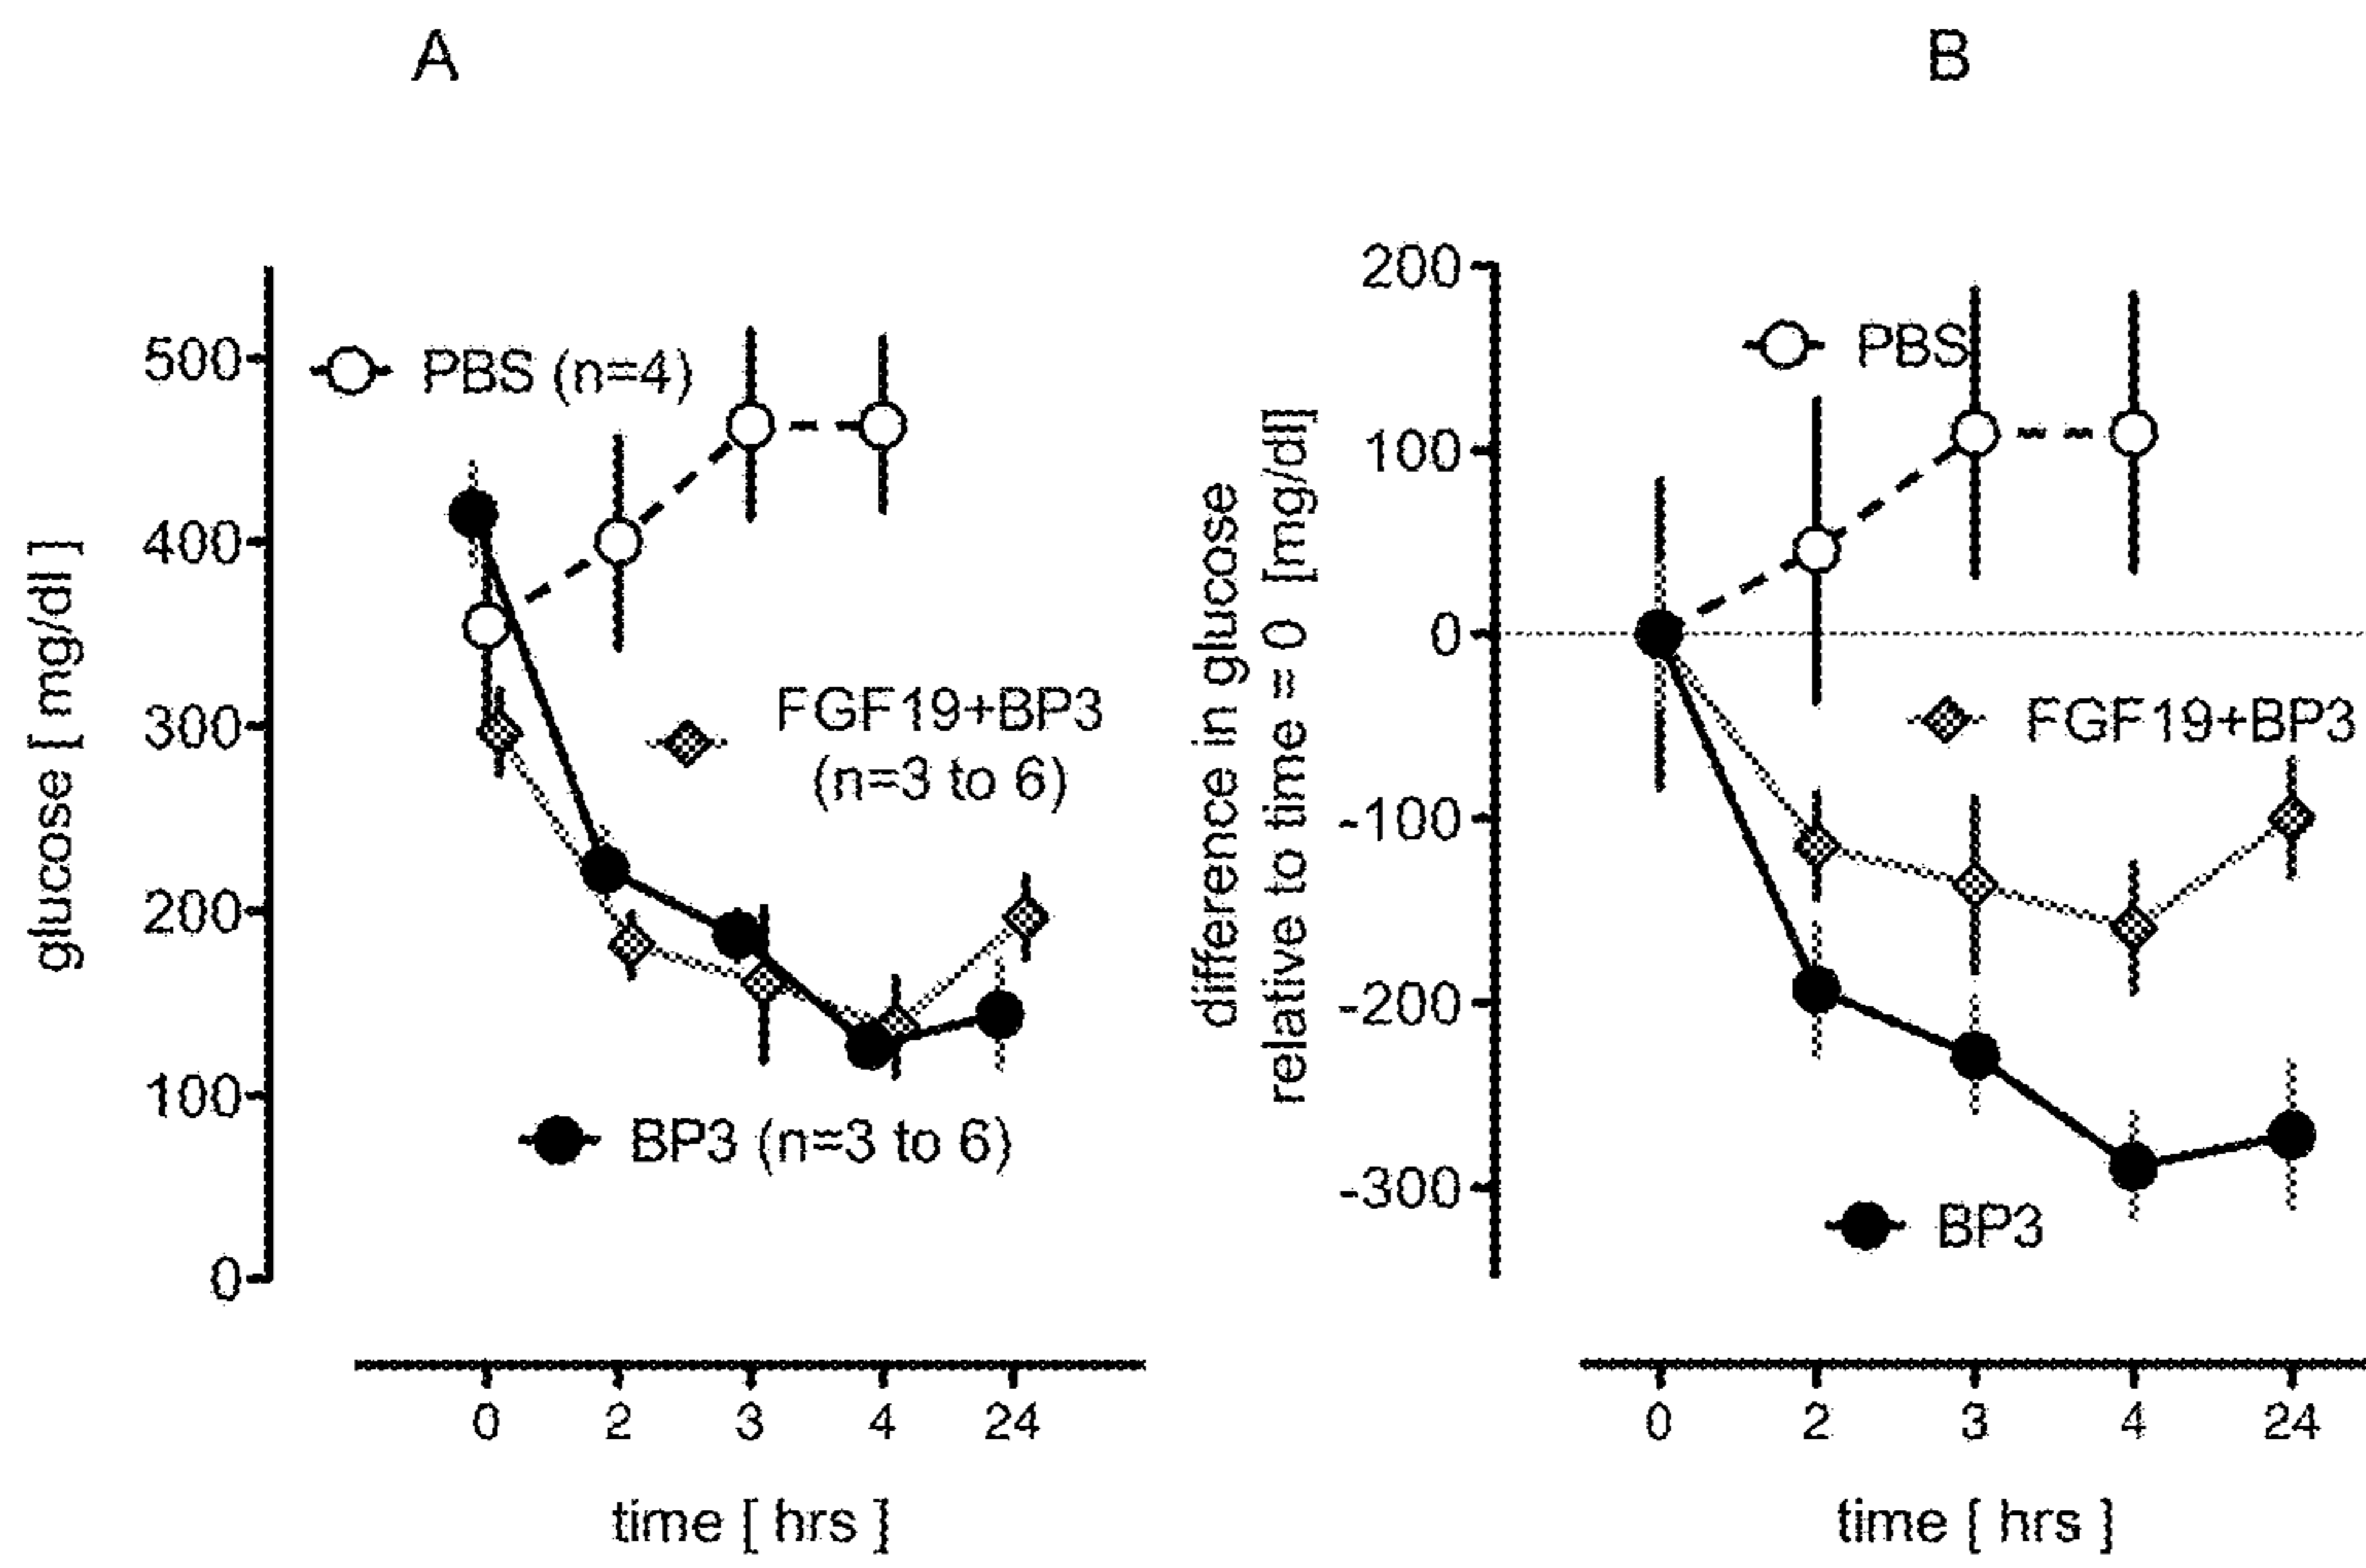 A
glucose [ mg/dl ]
500
400
300
200
100
0
PBS (n=4)
FGF19+BP3
(n=3 to 6)
BP3 (n=3 to 6)
0 2 3 4 24
time [ hrs ]
B
difference in glucose
relative to time = 0 [mg/dl]
200
100
0
-100
-200
-300
PBS
FGF19+BP3
BP3
0 2 3 4 24
time [ hrs ]